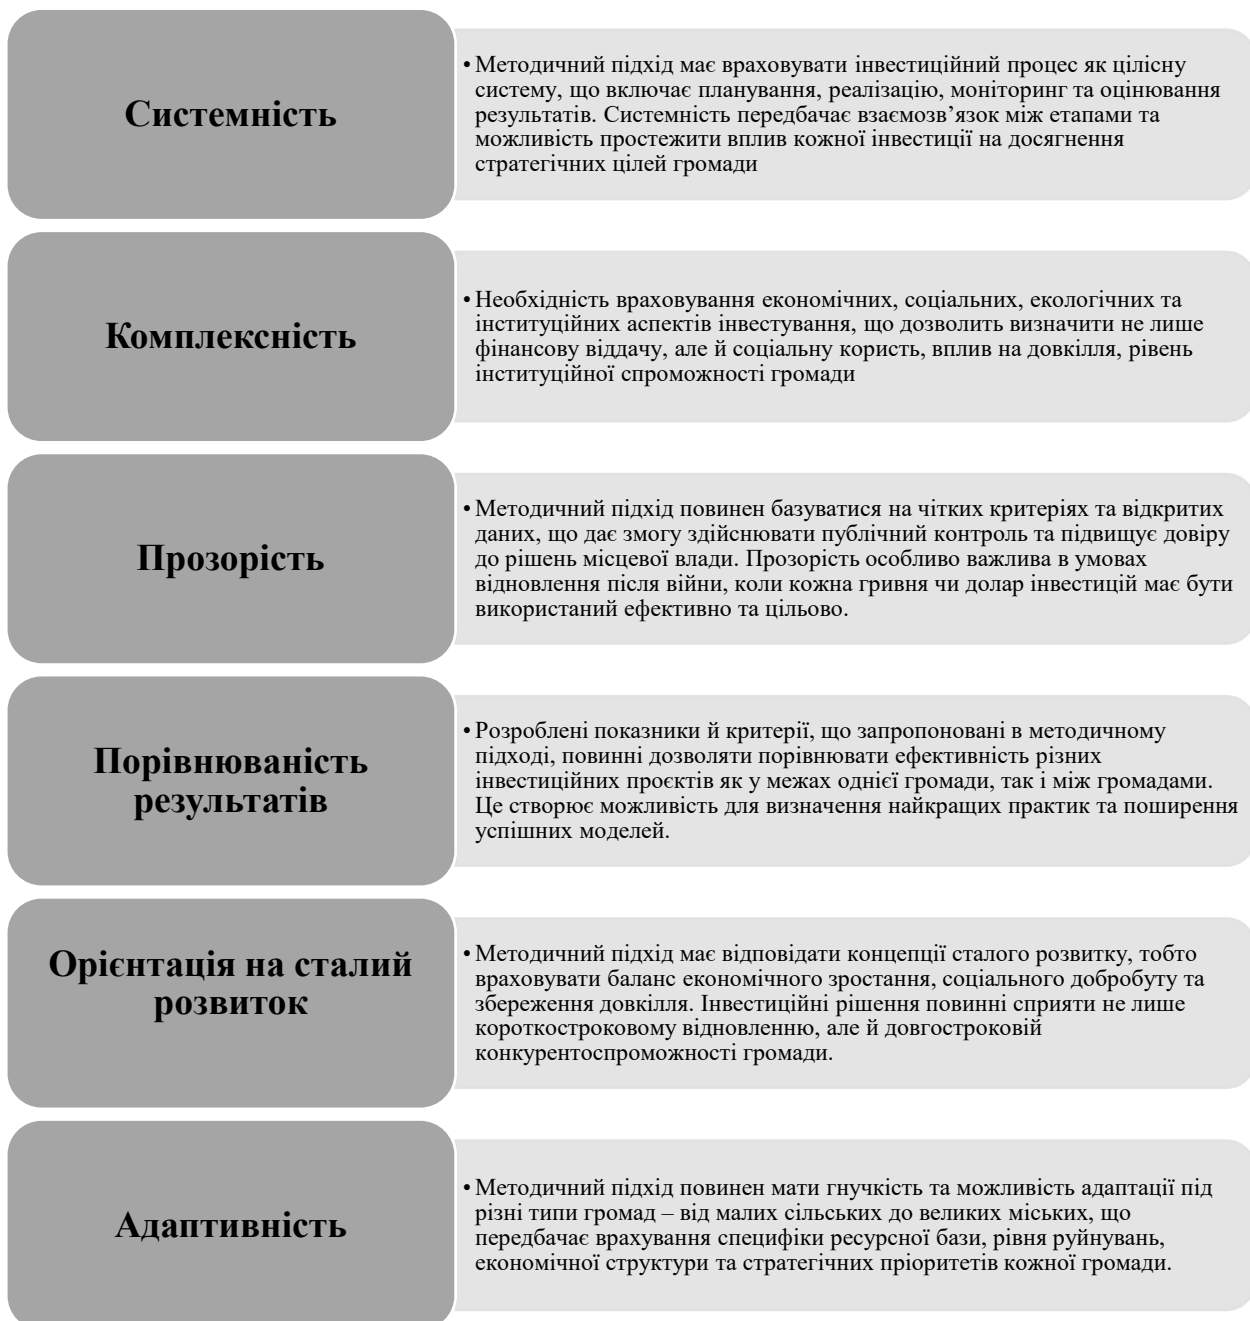 Системність
• Методичний підхід має враховувати інвестиційний процес як цілісну
систему, що включає планування, реалізацію, моніторинг та оцінювання
результатів. Системність передбачає взаємозв’язок між етапами та
можливість простежити вплив кожної інвестиції на досягнення
стратегічних цілей громади
Комплексність
• Необхідність враховування економічних, соціальних, екологічних та
інституційних аспектів інвестування, що дозволить визначити не лише
фінансову віддачу, але й соціальну користь, вплив на довкілля, рівень
інституційної спроможності громади
Прозорість
• Методичний підхід повинен базуватися на чітких критеріях та відкритих
даних, що дає змогу здійснювати публічний контроль та підвищує довіру
до рішень місцевої влади. Прозорість особливо важлива в умовах
відновлення після війни, коли кожна гривня чи долар інвестицій має бути
використаний ефективно та цільово.
Порівнюваність
результатів
• Розроблені показники й критерії, що запропоновані в методичному
підході, повинні дозволяти порівнювати ефективність різних
інвестиційних проєктів як у межах однієї громади, так і між громадами.
Це створює можливість для визначення найкращих практик та поширення
успішних моделей.
Орієнтація на сталий
розвиток
• Методичний підхід має відповідати концепції сталого розвитку, тобто
враховувати баланс економічного зростання, соціального добробуту та
збереження довкілля. Інвестиційні рішення повинні сприяти не лише
короткостроковому відновленню, але й довгостроковій
конкурентоспроможності громади.
Адаптивність
• Методичний підхід повинен мати гнучкість та можливість адаптації під
різні типи громад – від малих сільських до великих міських, що
передбачає врахування специфіки ресурсної бази, рівня руйнувань,
економічної структури та стратегічних пріоритетів кожної громади.